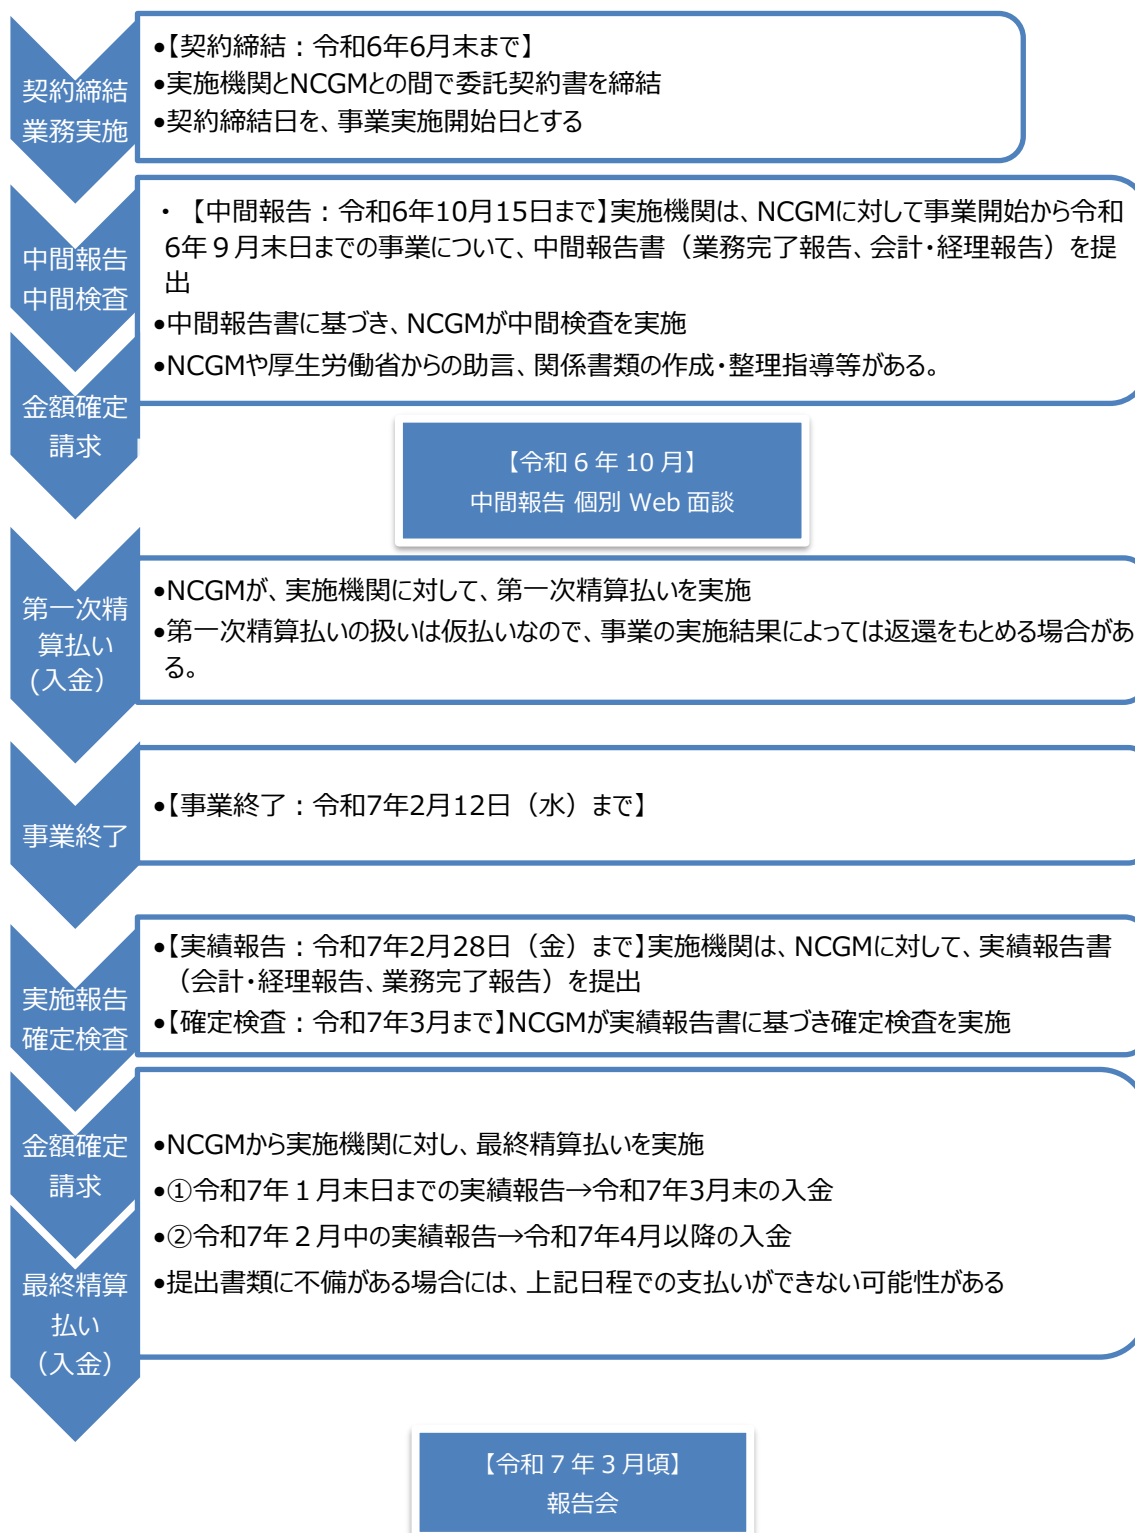 契約締結
業務実施
•【契約締結：令和6年6月末まで】
•実施機関とNCGMとの間で委託契約書を締結
•契約締結日を、事業実施開始日とする
中間報告
中間検査
・ 【中間報告：令和6年10月15日まで】実施機関は、NCGMに対して事業開始から令和
6年９月末日までの事業について、中間報告書（業務完了報告、会計・経理報告）を提
出
•中間報告書に基づき、NCGMが中間検査を実施
•NCGMや厚生労働省からの助言、関係書類の作成・整理指導等がある。
金額確定
請求
【令和 6 年 10 月】
中間報告 個別 Web 面談
第一次精
算払い
(入金）
•NCGMが、実施機関に対して、第一次精算払いを実施
•第一次精算払いの扱いは仮払いなので、事業の実施結果によっては返還をもとめる場合があ
る。
事業終了
•【事業終了：令和7年2月12日（水）まで】
実施報告
確定検査
•【実績報告：令和7年2月28日（金）まで】実施機関は、NCGMに対して、実績報告書
（会計・経理報告、業務完了報告）を提出
•【確定検査：令和7年3月まで】NCGMが実績報告書に基づき確定検査を実施
金額確定
請求
•NCGMから実施機関に対し、最終精算払いを実施
•①令和7年１月末日までの実績報告→令和7年3月末の入金
•②令和7年２月中の実績報告→令和7年4月以降の入金
•提出書類に不備がある場合には、上記日程での支払いができない可能性がある
最終精算
払い
（入金）
【令和 7 年 3 月頃】
報告会